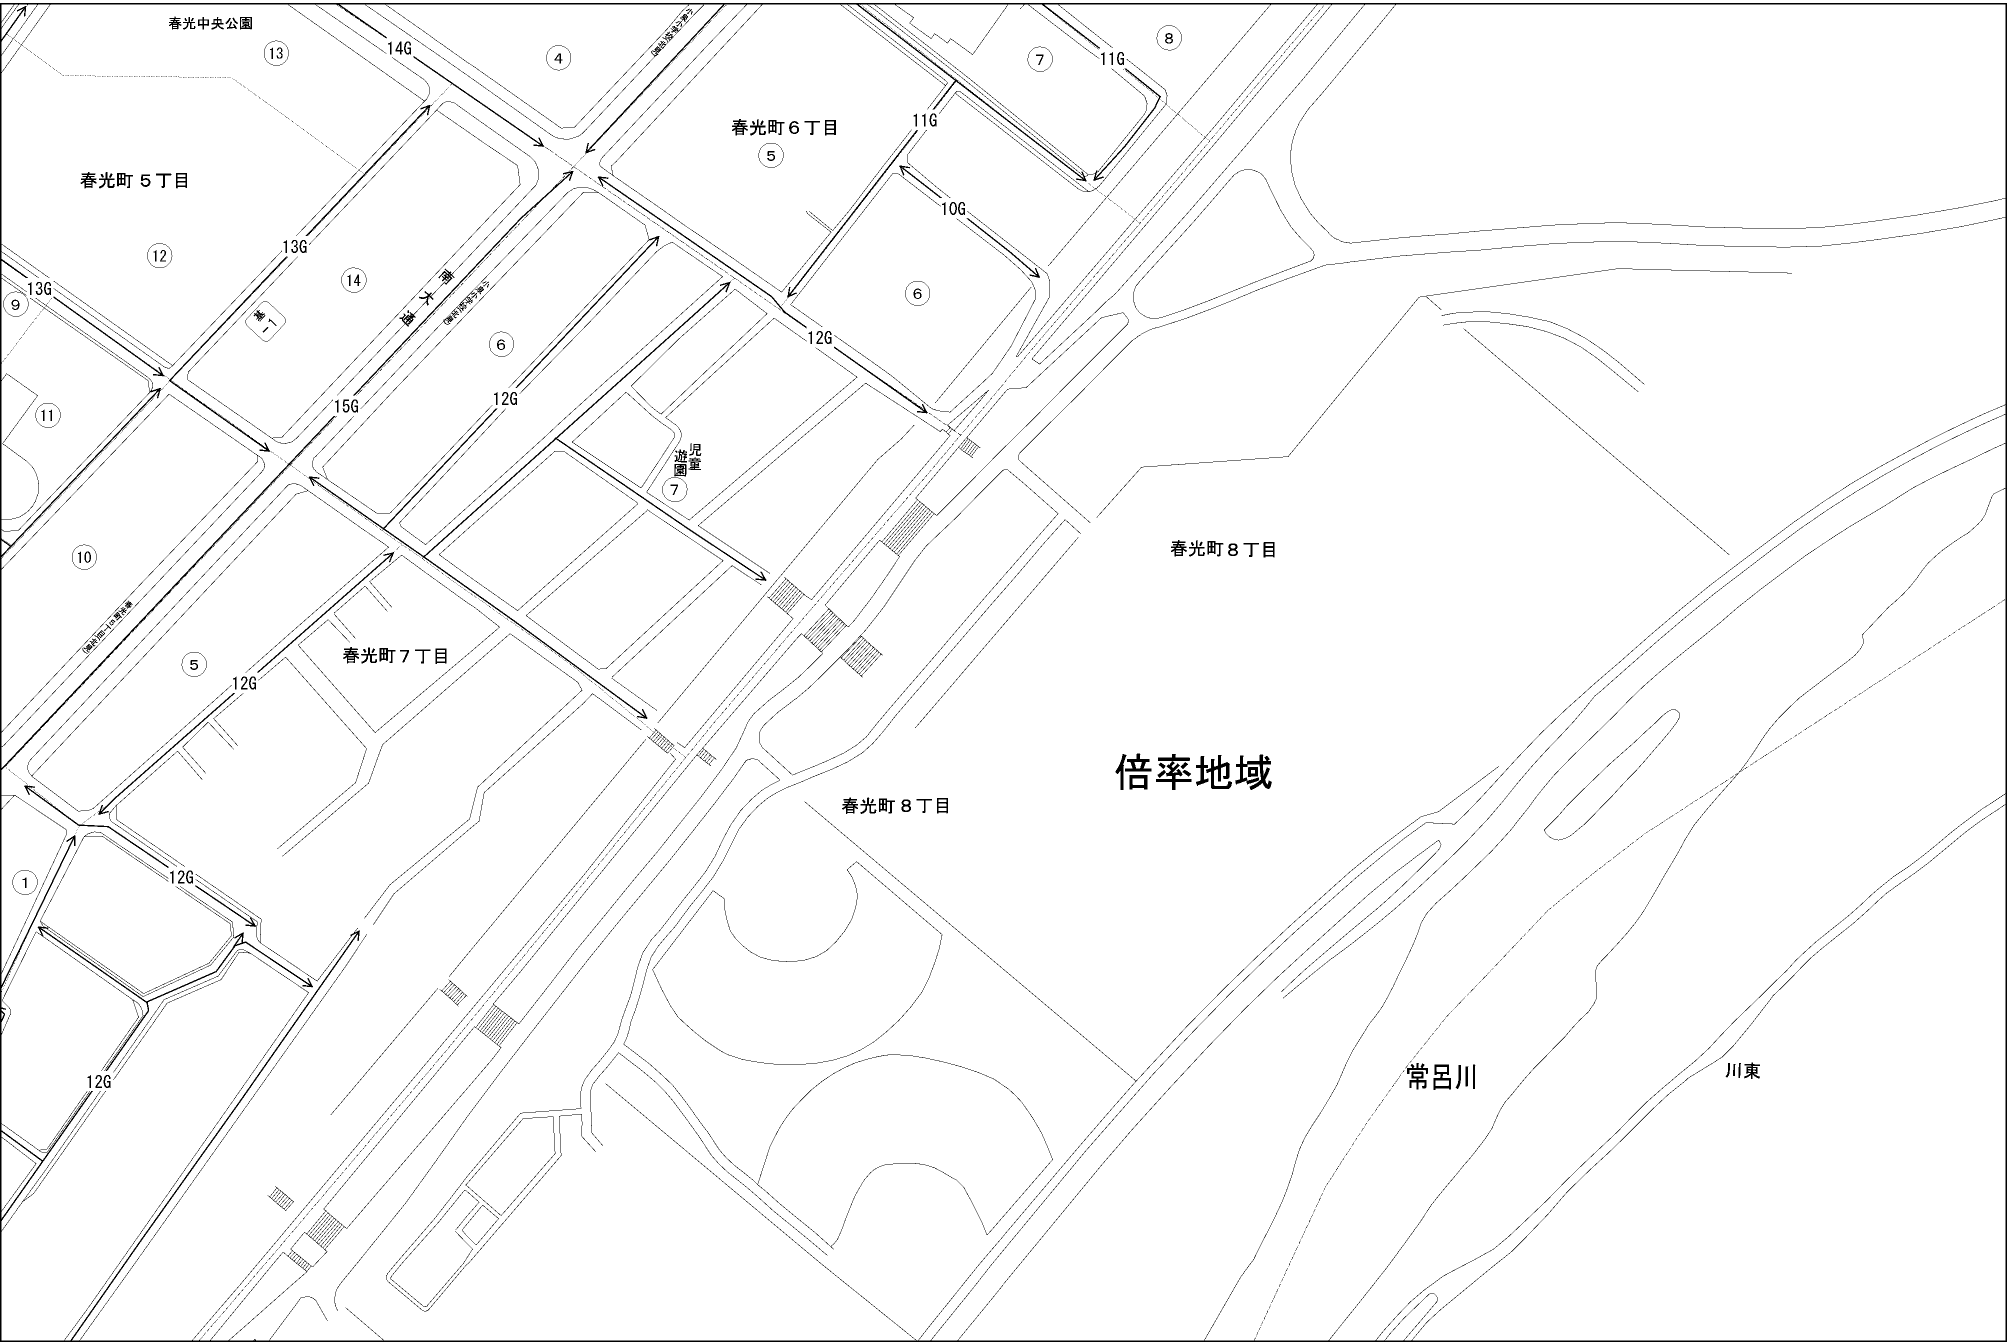 春光中央公園
⑬
14G
④
⑦
⑧
11G
春光町６丁目
⑤
11G
春光町５丁目
10G
⑫
13G
⑭
南大通
13G
⑨
⑥
⑥
12G
15G
12G
⑪
児童
遊園
⑦
⑩
春光町８丁目
春光町７丁目
⑤
12G
倍率地域
春光町８丁目
①
12G
12G
常呂川
川東